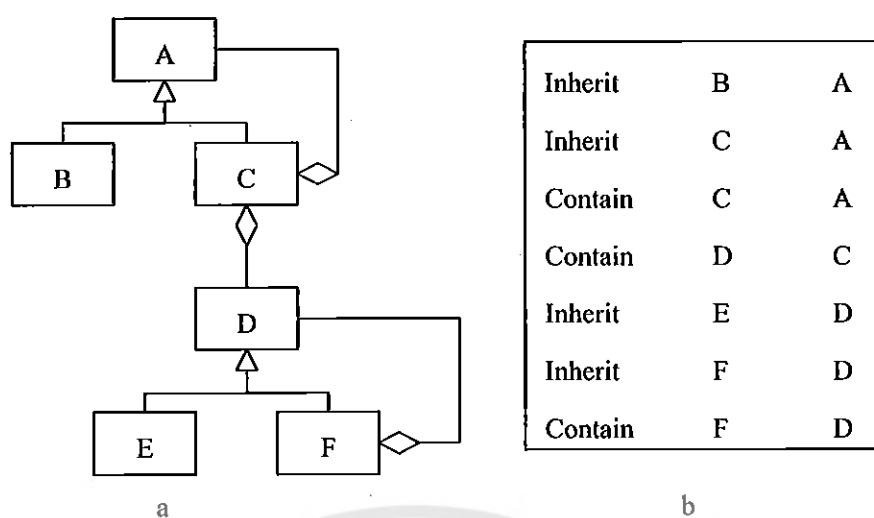 A
B
C
D
E
F
a
Inherit B A
Inherit C A
Contain C A
Contain D C
Inherit E D
Inherit F D
Contain F D
b